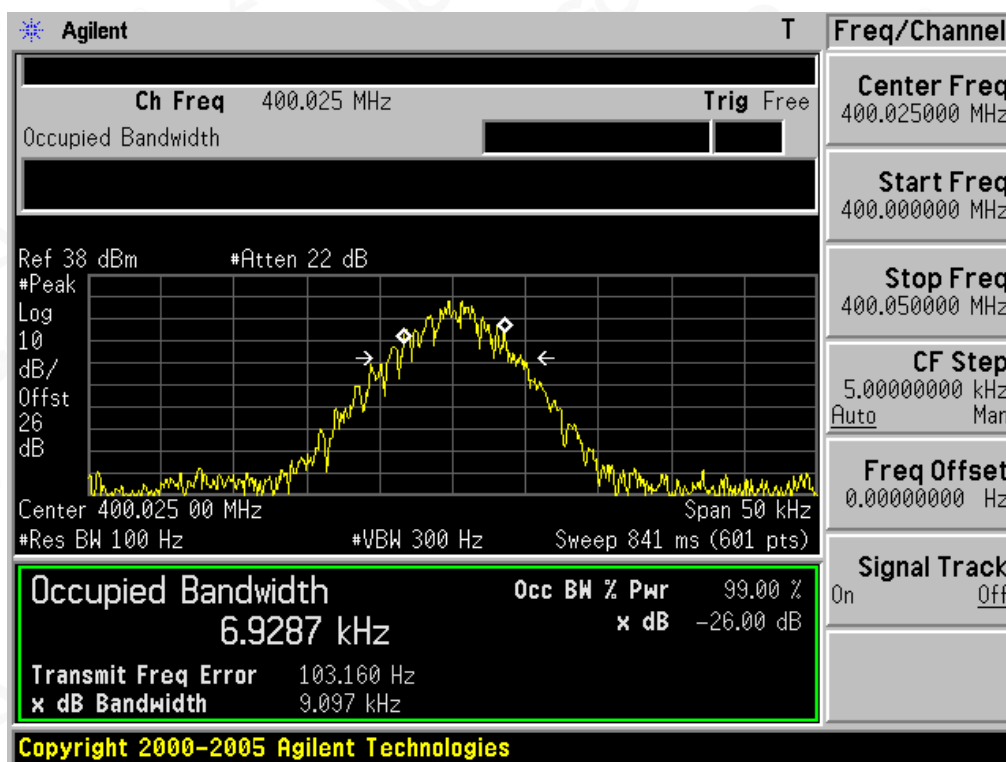 Agilent T
Freq/Channel
Ch Freq 400.025 MHz Trig Free
Occupied Bandwidth
Ref 38 dBm #Atten 22 dB
#Peak
Log
10
dB/
Offst
26
dB
Center 400.025 00 MHz Span 50 kHz
#Res BW 100 Hz #VBW 300 Hz Sweep 841 ms (601 pts)
Occupied Bandwidth Occ BW % Pwr 99.00 %
6.9287 kHz x dB -26.00 dB
Transmit Freq Error 103.160 Hz
x dB Bandwidth 9.097 kHz
Copyright 2000-2005 Agilent Technologies
Center Freq
400.025000 MHz
Start Freq
400.000000 MHz
Stop Freq
400.050000 MHz
CF Step
5.00000000 kHz
Auto Man
Freq Offset
0.00000000 Hz
Signal Track
On Off